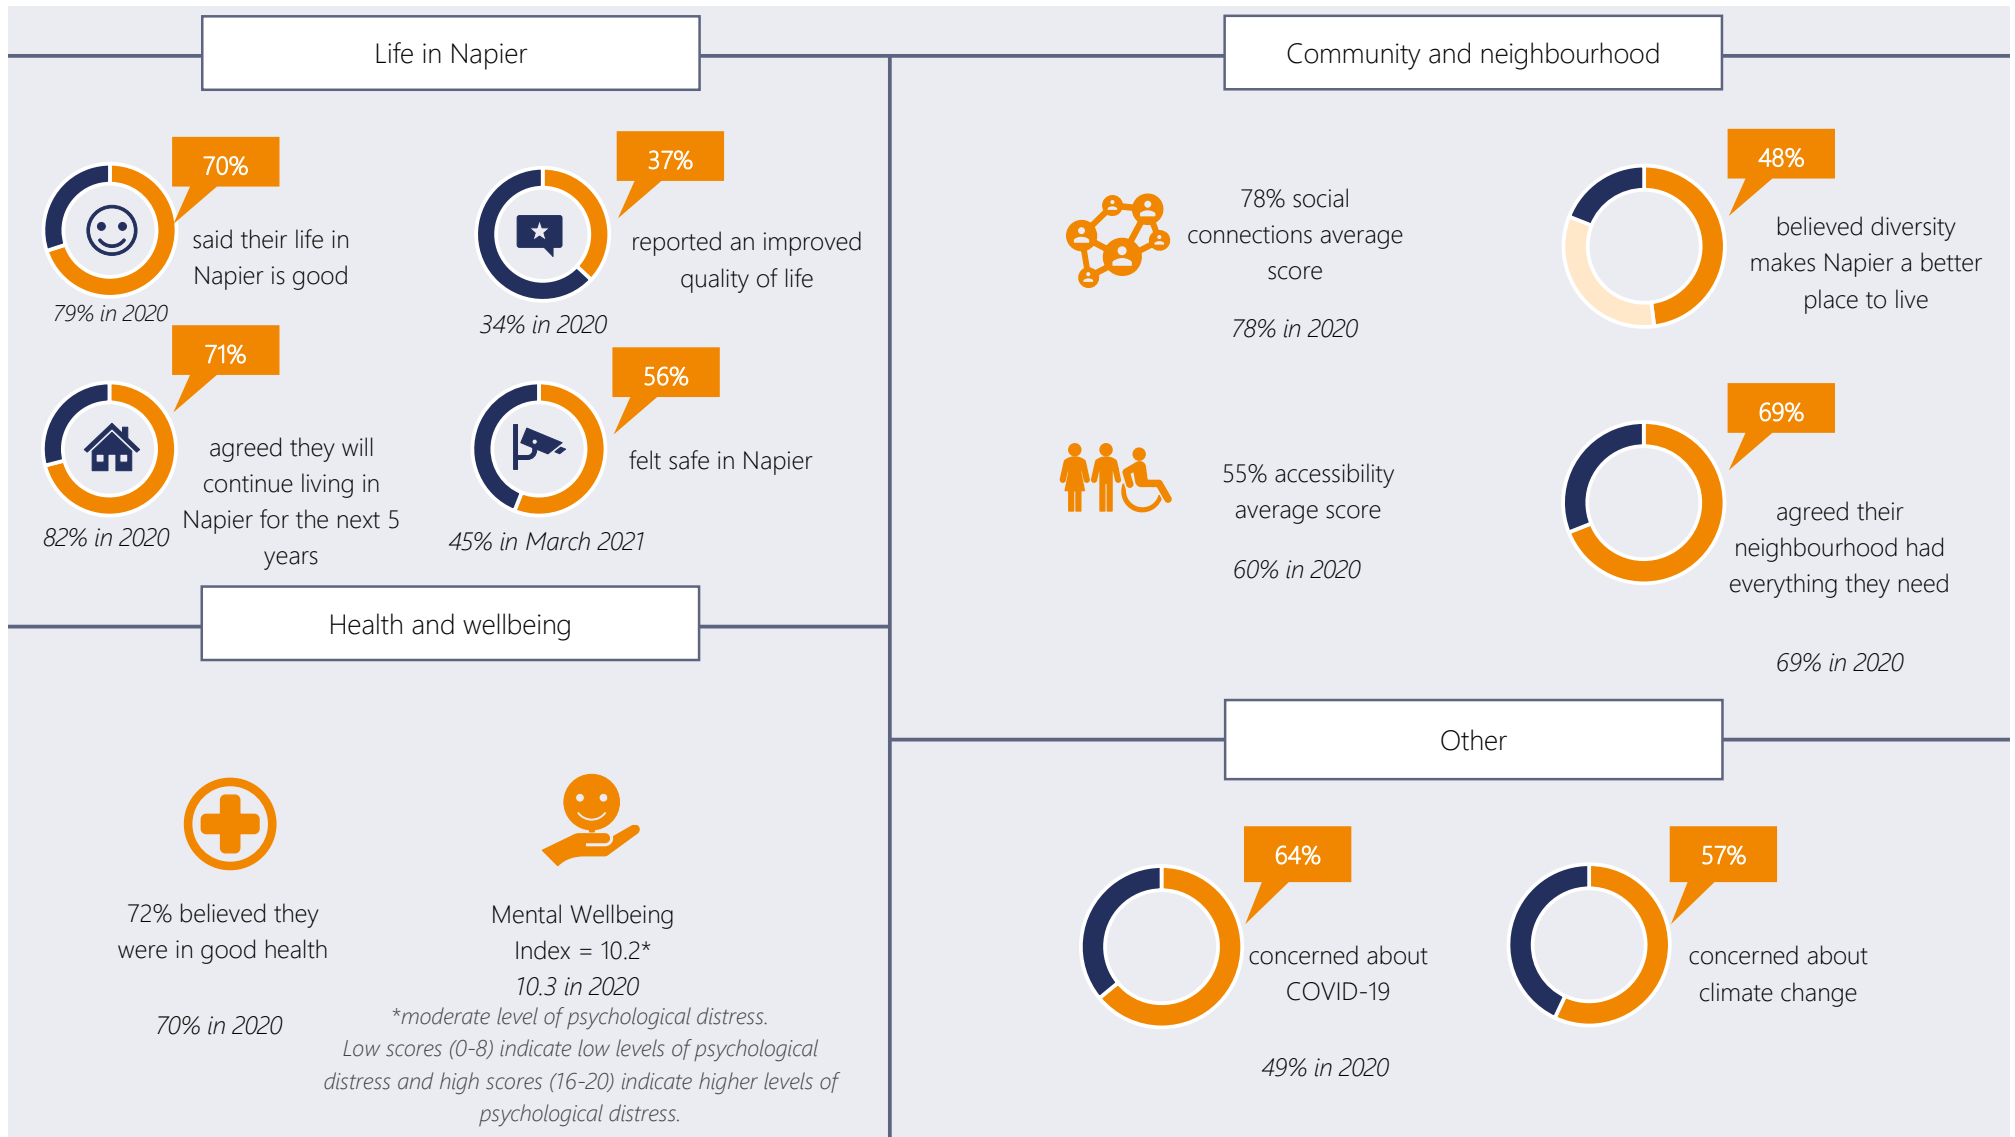 Life in Napier
70%
said their life in
Napier is good
79% in 2020
37%
reported an improved
quality of life
34% in 2020
71%
agreed they will
continue living in
Napier for the next 5
years
82% in 2020
56%
felt safe in Napier
45% in March 2021
Health and wellbeing
72% believed they
were in good health
70% in 2020
Mental Wellbeing
Index = 10.2*
10.3 in 2020
*moderate level of psychological distress.
Low scores (0-8) indicate low levels of psychological
distress and high scores (16-20) indicate higher levels of
psychological distress.
Community and neighbourhood
78% social
connections average
score
78% in 2020
48%
believed diversity
makes Napier a better
place to live
55% accessibility
average score
60% in 2020
69%
agreed their
neighbourhood had
everything they need
69% in 2020
Other
64%
concerned about
COVID-19
49% in 2020
57%
concerned about
climate change